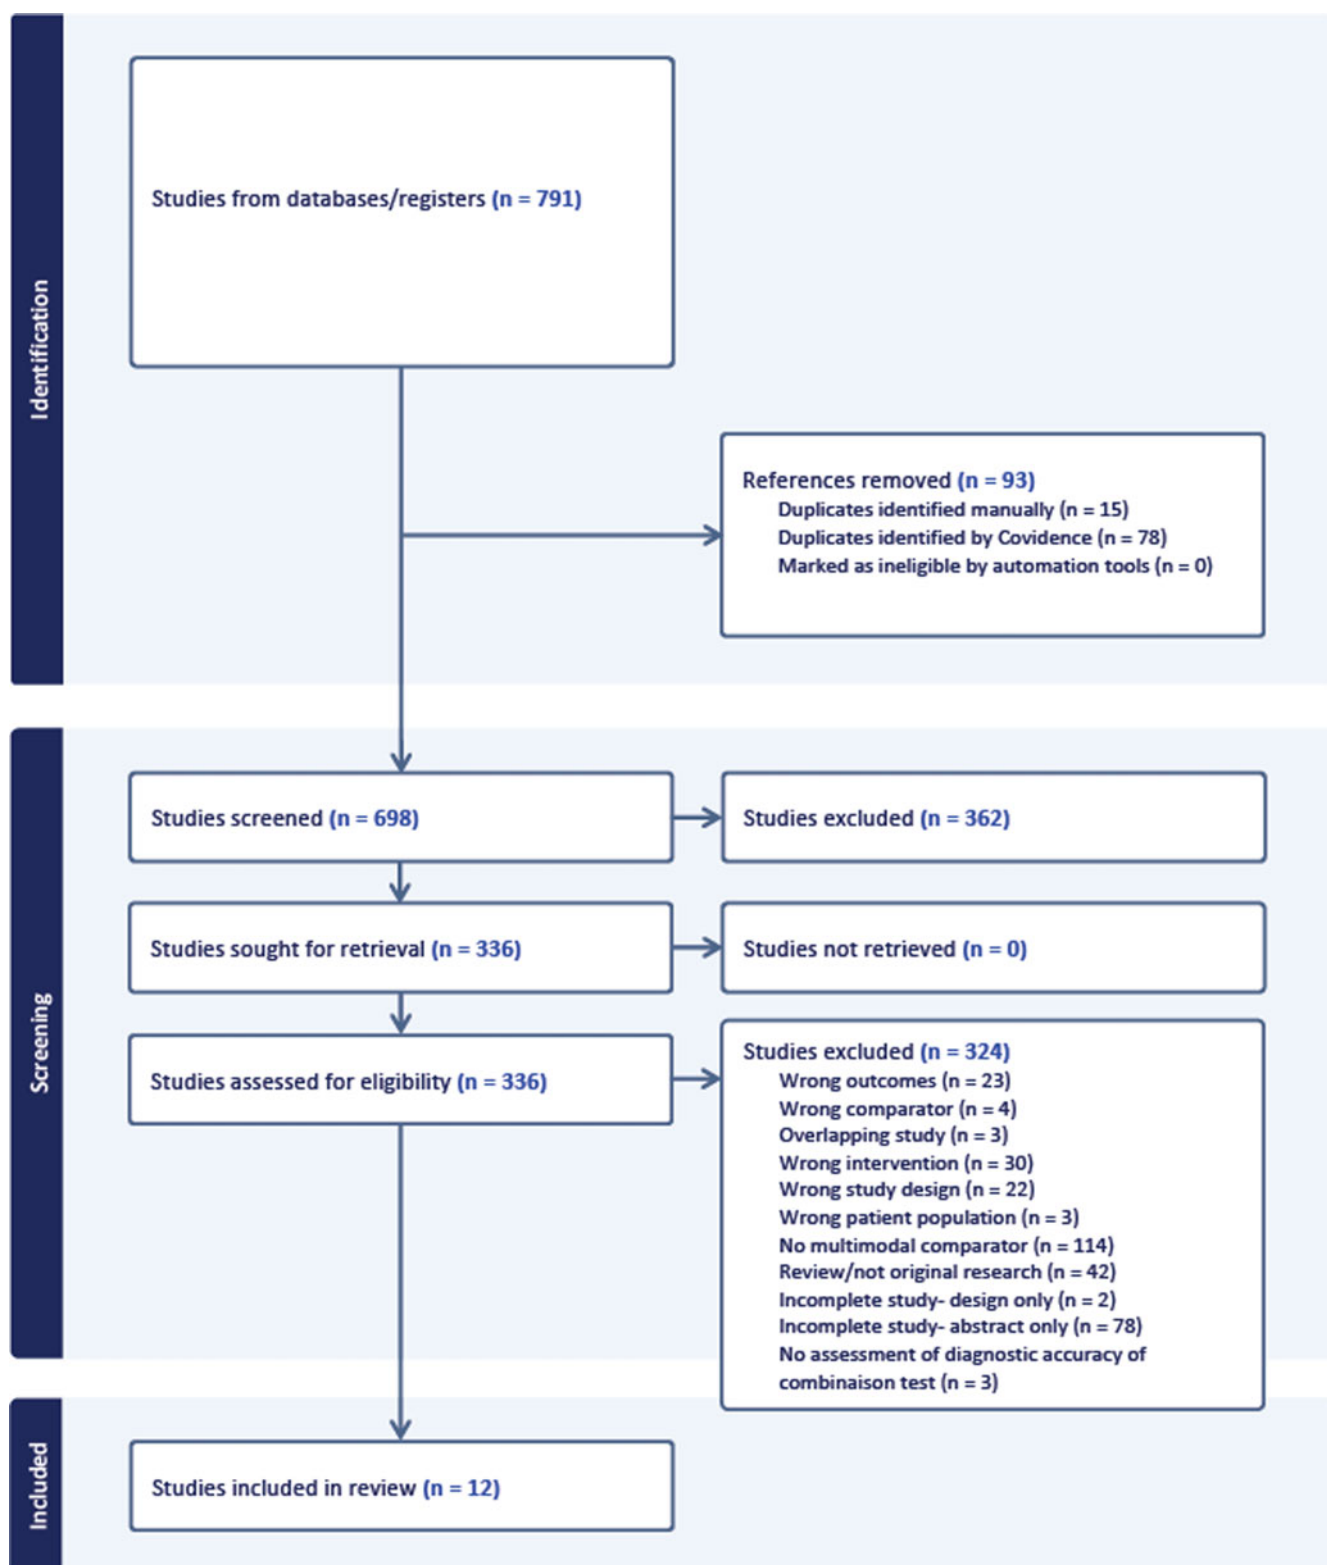 Identification
Studies from databases/registers (n = 791)
References removed (n = 93)
Duplicates identified manually (n = 15)
Duplicates identified by Covidence (n = 78)
Marked as ineligible by automation tools (n = 0)
Screening
Studies screened (n = 698)
Studies excluded (n = 362)
Studies sought for retrieval (n = 336)
Studies not retrieved (n = 0)
Studies assessed for eligibility (n = 336)
Studies excluded (n = 324)
Wrong outcomes (n = 23)
Wrong comparator (n = 4)
Overlapping study (n = 3)
Wrong intervention (n = 30)
Wrong study design (n = 22)
Wrong patient population (n = 3)
No multimodal comparator (n = 114)
Review/not original research (n = 42)
Incomplete study- design only (n = 2)
Incomplete study- abstract only (n = 78)
No assessment of diagnostic accuracy of
combinaison test (n = 3)
Included
Studies included in review (n = 12)